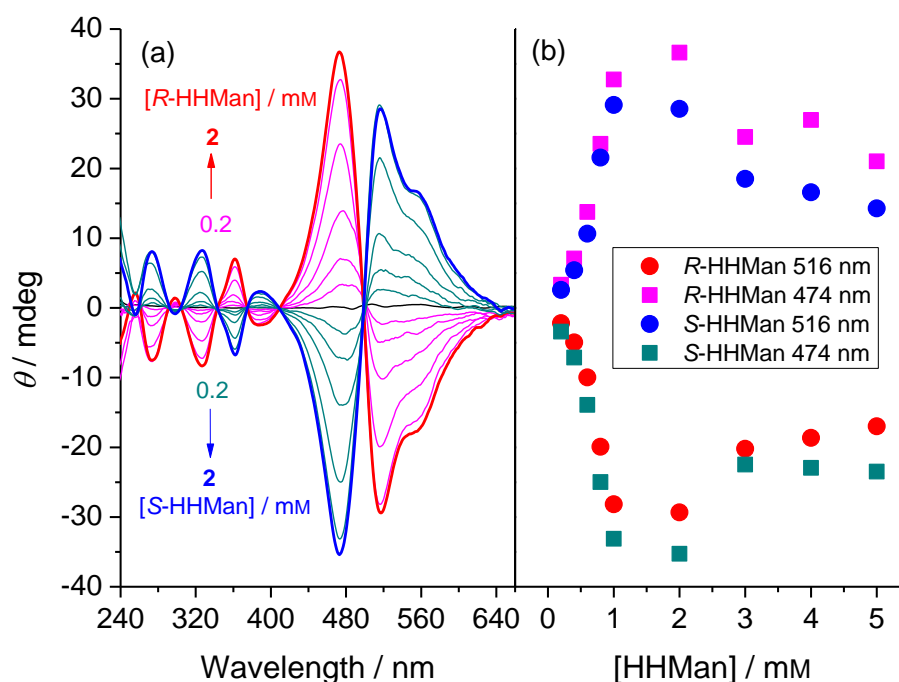 (a)
(b)
40
30
20
10
0
-10
-20
-30
-40
θ / mdeg
[R-HHMan] / mM
2
0.2
0.2
2
[S-HHMan] / mM
R-HHMan 516 nm
R-HHMan 474 nm
S-HHMan 516 nm
S-HHMan 474 nm
240 320 400 480 560 640
0 1 2 3 4 5
Wavelength / nm
[HHMan] / mM